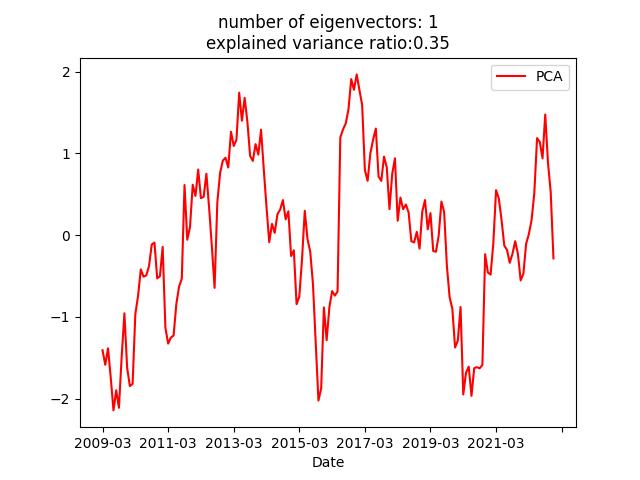 number of eigenvectors: 1
explained variance ratio:0.35
PCA
2
1
0
−1
−2
2009-03 2011-03 2013-03 2015-03 2017-03 2019-03 2021-03
Date